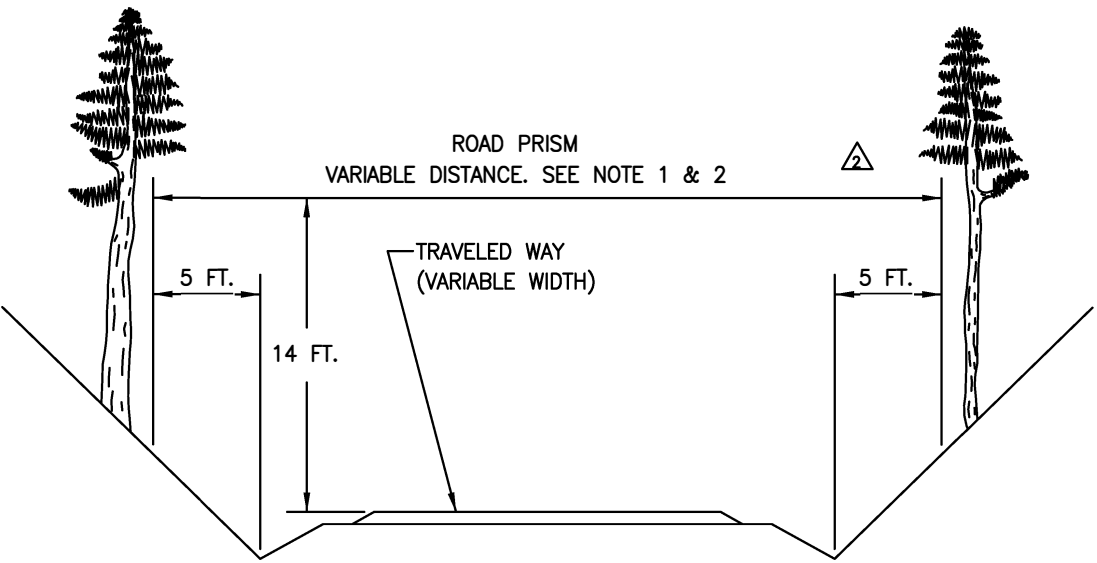 ROAD PRISM
VARIABLE DISTANCE. SEE NOTE 1 & 2
2
TRAVELED WAY
(VARIABLE WIDTH)
5 FT.
5 FT.
14 FT.